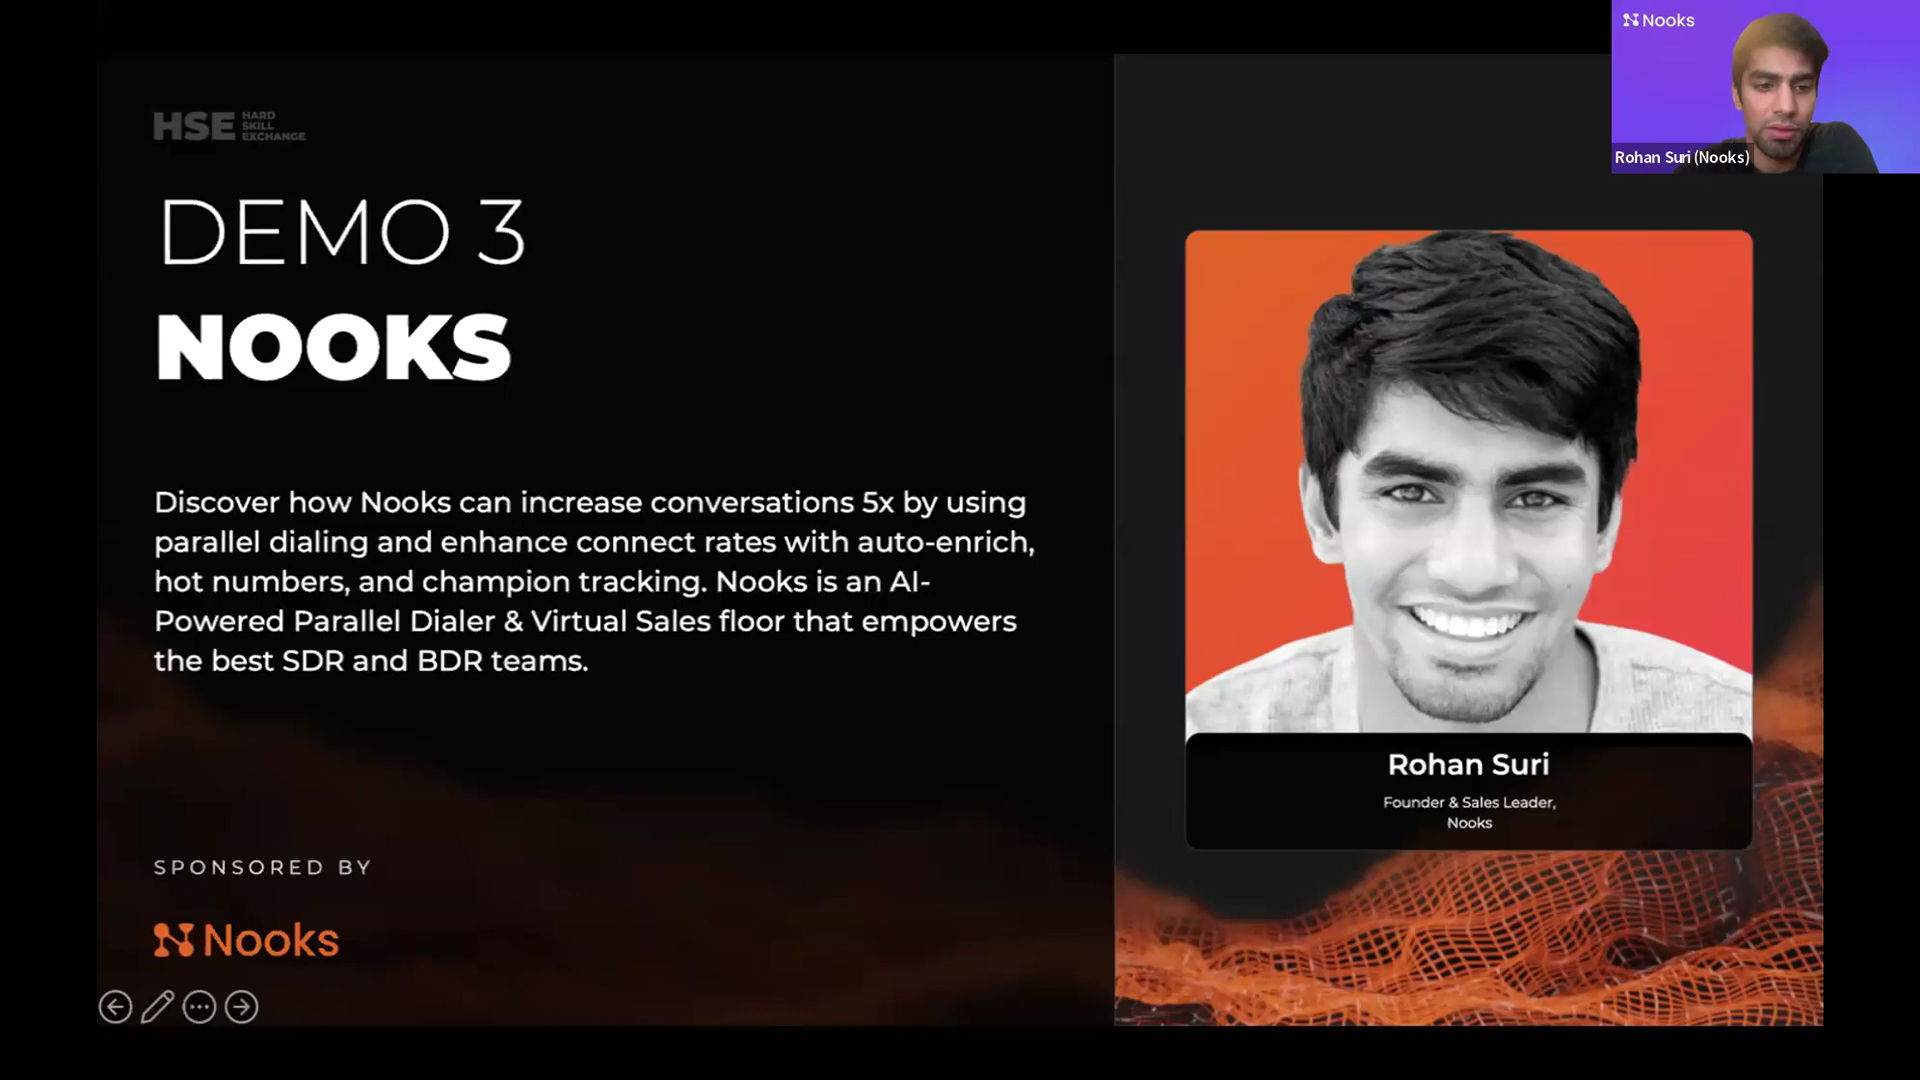 HSE HARD
SKILL
EXCHANGE
DEMO 3
NOOKS
Discover how Nooks can increase conversations 5x by using
parallel dialing and enhance connect rates with auto-enrich,
hot numbers, and champion tracking. Nooks is an AI-
Powered Parallel Dialer & Virtual Sales floor that empowers
the best SDR and BDR teams.
SPONSORED BY
Nooks
Nooks
Rohan Suri (Nooks)
Rohan Suri
Founder & Sales Leader,
Nooks